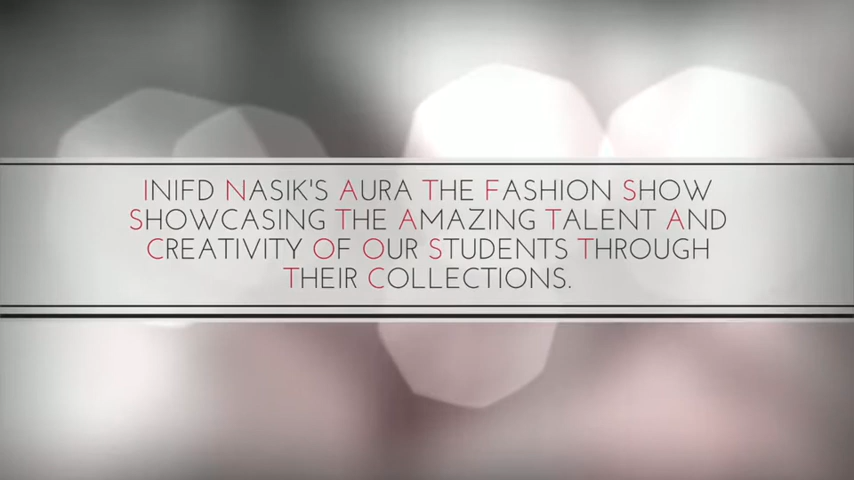 INIFD NASIK'S AURA THE FASHION SHOW
SHOWCASING THE AMAZING TALENT AND
CREATIVITY OF OUR STUDENTS THROUGH
THEIR COLLECTIONS.